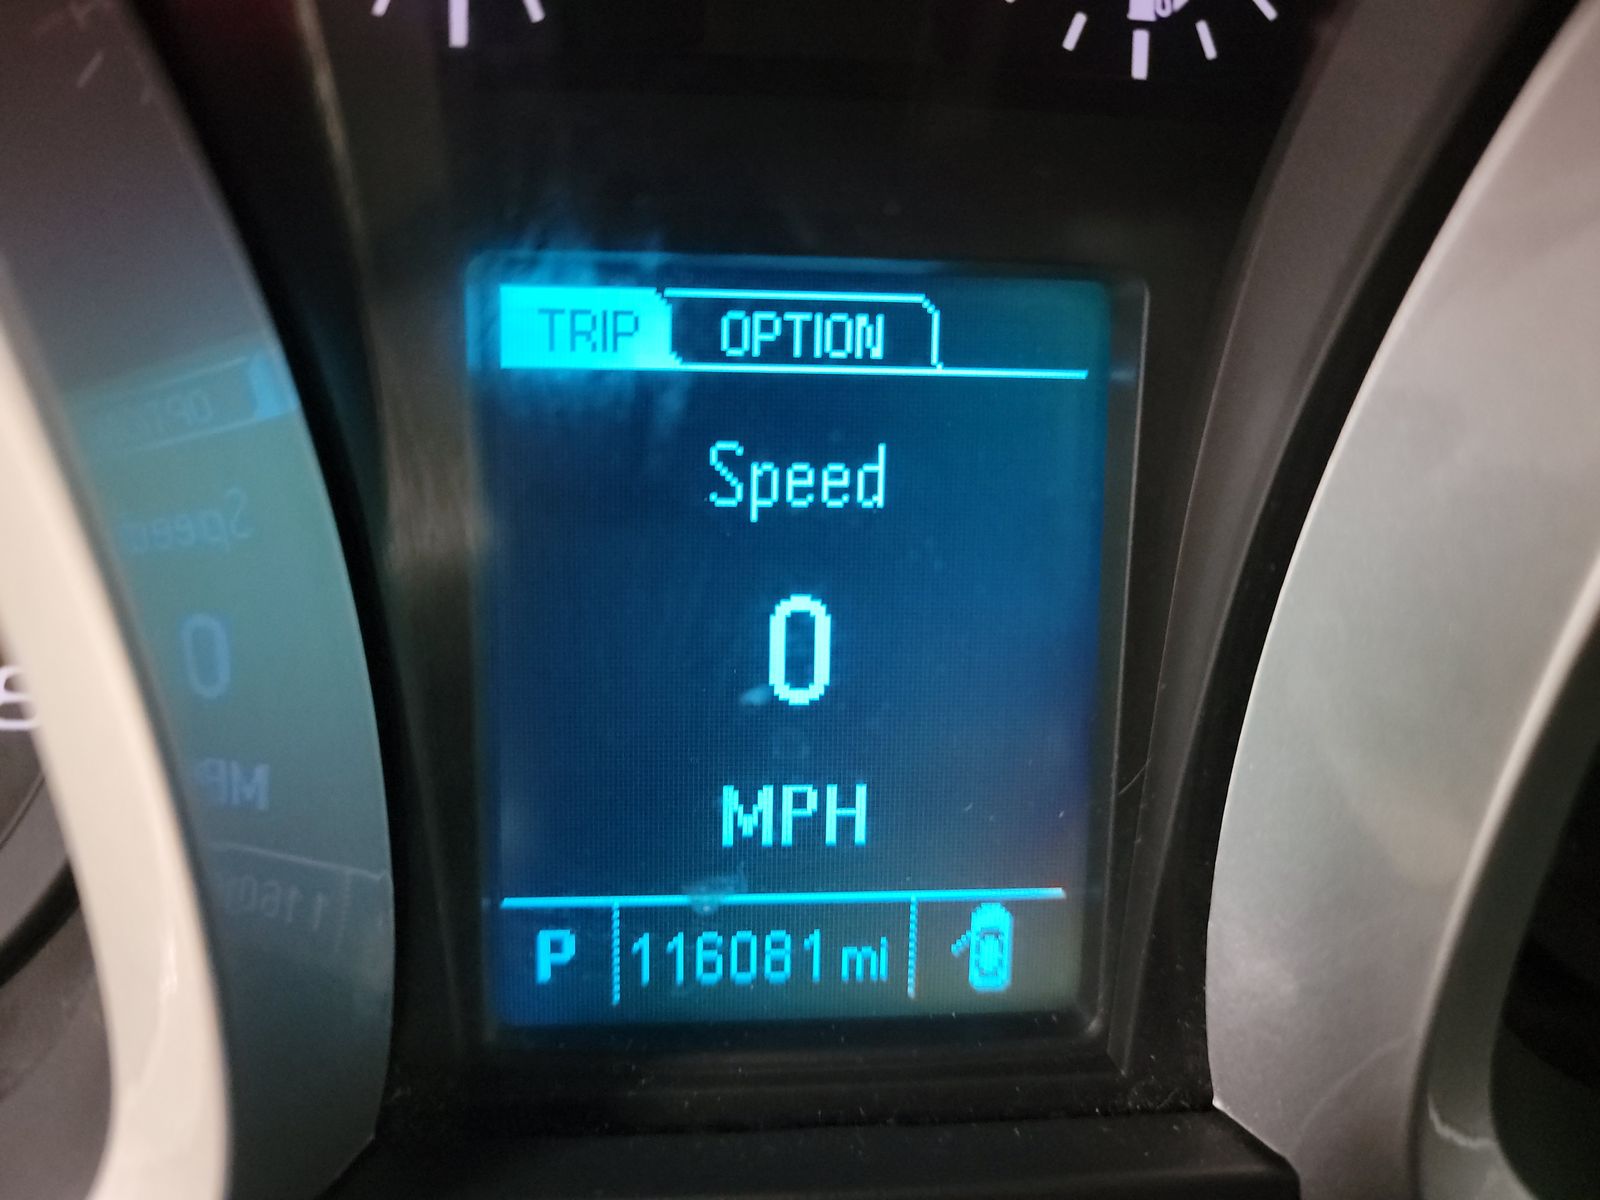 TRIP OPTION
Speed
0
MPH
P 116081 mi